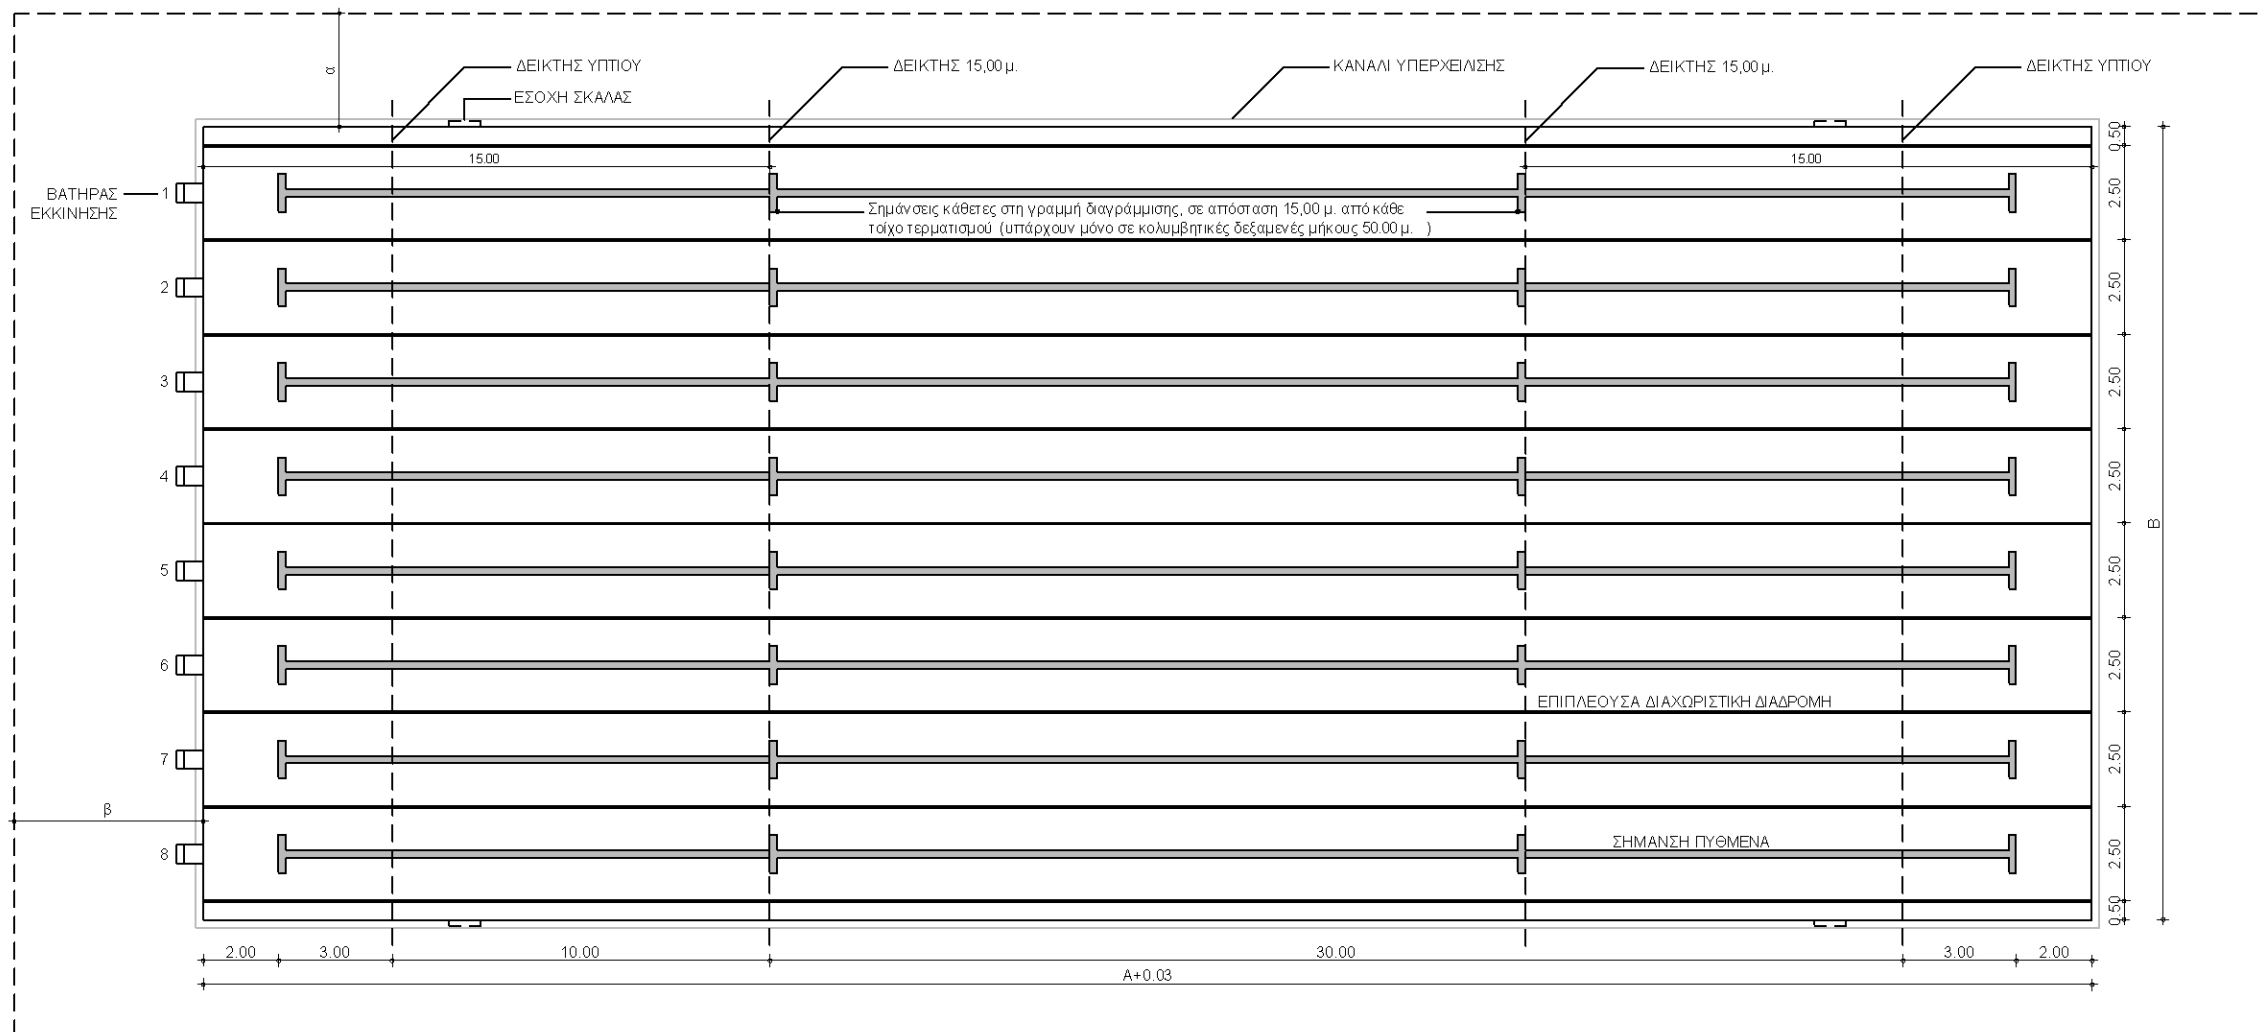 α
ΔΕΙΚΤΗΣ ΥΠΤΙΟΥ
ΔΕΙΚΤΗΣ 15,00 μ.
ΚΑΝΑΛΙ ΥΠΕΡΧΕΙΛΙΣΗΣ
ΔΕΙΚΤΗΣ 15,00 μ.
ΔΕΙΚΤΗΣ ΥΠΤΙΟΥ
ΕΣΟΧΗ ΣΚΑΛΑΣ
0.50
15.00
15.00
ΒΑΤΗΡΑΣ
ΕΚΚΙΝΗΣΗΣ
1
2.50
Σημάνσεις κάθετες στη γραμμή διαγράμμισης, σε απόσταση 15,00 μ. από κάθε
τοίχο τερματισμού (υπάρχουν μόνο σε κολυμβητικές δεξαμενές μήκους 50.00 μ. )
2
2.50
3
2.50
4
2.50
Β
5
2.50
6
2.50
ΕΠΙΠΛΕΟΥΣΑ ΔΙΑΧΩΡΙΣΤΙΚΗ ΔΙΑΔΡΟΜΗ
7
2.50
β
ΣΗΜΑΝΣΗ ΠΥΘΜΕΝΑ
8
2.50
0.50
2.00
3.00
10.00
30.00
3.00
2.00
Α+0.03